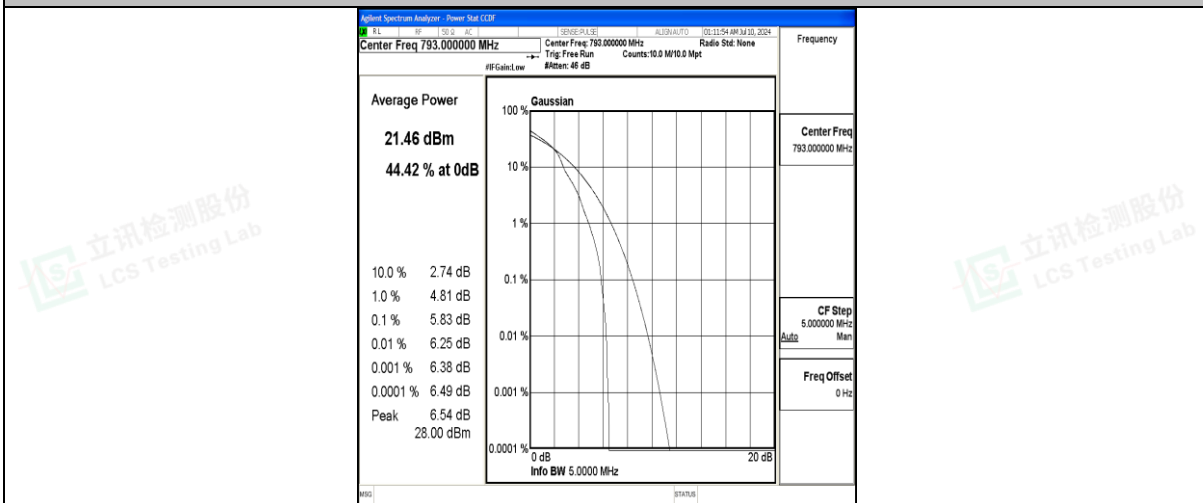 Agilent Spectrum Analyzer - Power Stat CCDF
RL RF 50 Ω AC SENSE:PULSE ALIGN AUTO 01:11:54 AM Jul 10, 2024
Center Freq 793.000000 MHz
Center Freq: 793.000000 MHz Radio Std: None
Trig: Free Run Counts:10.0 M/10.0 Mpt
#IFGain:Low #Atten: 46 dB
Frequency
Average Power
21.46 dBm
44.42 % at 0dB
10.0 % 2.74 dB
1.0 % 4.81 dB
0.1 % 5.83 dB
0.01 % 6.25 dB
0.001 % 6.38 dB
0.0001 % 6.49 dB
Peak 6.54 dB
28.00 dBm
Gaussian
100 %
10 %
1 %
0.1 %
0.01 %
0.001 %
0.0001 %
0 dB 20 dB
Info BW 5.0000 MHz
Center Freq
793.000000 MHz
CF Step
5.000000 MHz
Auto Man
Freq Offset
0 Hz
MSG STATUS
立讯检测股份
LCS Testing Lab
立讯检测股份
LCS Testing Lab